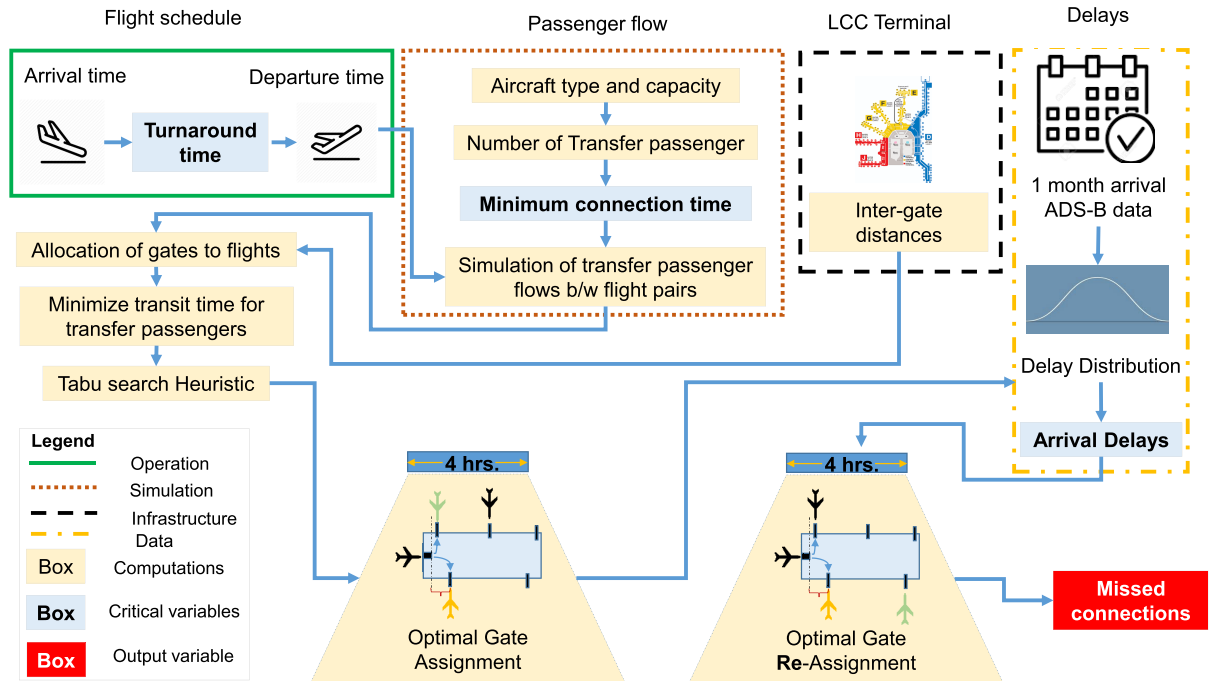 Flight schedule
Passenger flow
LCC Terminal
Delays
Arrival time
Departure time
Turnaround
time
Aircraft type and capacity
Number of Transfer passenger
Minimum connection time
Simulation of transfer passenger
flows b/w flight pairs
Inter-gate
distances
1 month arrival
ADS-B data
Delay Distribution
Arrival Delays
Allocation of gates to flights
Minimize transit time for
transfer passengers
Tabu search Heuristic
Legend
Operation
Simulation
Infrastructure
Data
Box
Computations
Box
Critical variables
Box
Output variable
4 hrs.
Optimal Gate
Assignment
4 hrs.
Optimal Gate
Re-Assignment
Missed
connections
E
F
G
H
J
D